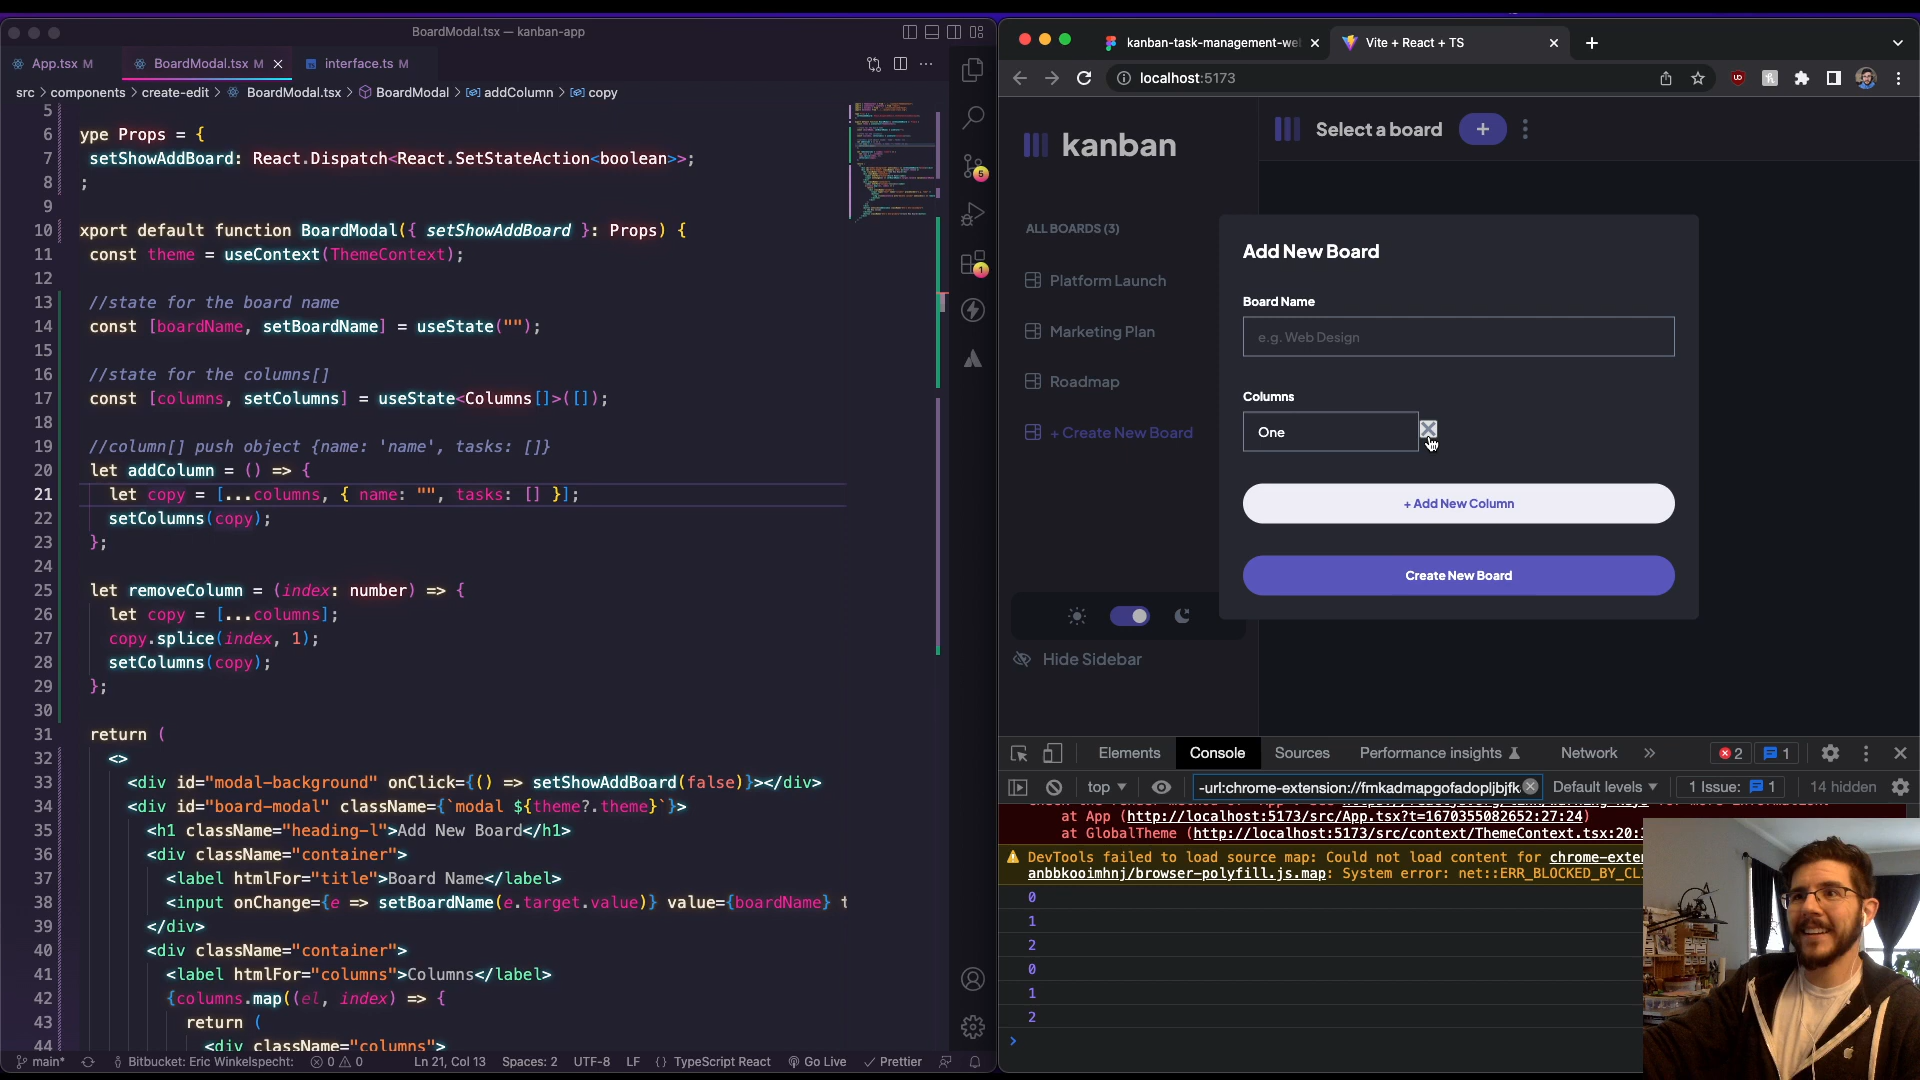 BoardModal.tsx — kanban-app
App.tsx M
BoardModal.tsx M
interface.ts M
src > components > create-edit > BoardModal.tsx > BoardModal > addColumn > copy
5
6 ype Props = {
7 setShowAddBoard: React.Dispatch<React.SetStateAction<boolean>>;
8 ;
9
10 xport default function BoardModal({ setShowAddBoard }: Props) {
11 const theme = useContext(ThemeContext);
12
13 //state for the board name
14 const [boardName, setBoardName] = useState("");
15
16 //state for the columns[]
17 const [columns, setColumns] = useState<Columns[]>([]);
18
19 //column[] push object {name: 'name', tasks: []}
20 let addColumn = () => {
21 let copy = [...columns, { name: "", tasks: [] }];
22 setColumns(copy);
23 };
24
25 let removeColumn = (index: number) => {
26 let copy = [...columns];
27 copy.splice(index, 1);
28 setColumns(copy);
29 };
30
31 return (
32 <>
33 <div id="modal-background" onClick={() => setShowAddBoard(false)}></div>
34 <div id="board-modal" className={`modal ${theme?.theme}`}>
35 <h1 className="heading-l">Add New Board</h1>
36 <div className="container">
37 <label htmlFor="title">Board Name</label>
38 <input onChange={e => setBoardName(e.target.value)} value={boardName} t
39 </div>
40 <div className="container">
41 <label htmlFor="columns">Columns</label>
42 {columns.map((el, index) => {
43 return (
44 <div className="columns">
5
1
main*
Bitbucket: Eric Winkelspecht:
0 0
Ln 21, Col 13
Spaces: 2
UTF-8
LF
{ } TypeScript React
Go Live
Prettier
kanban-task-management-we
Vite + React + TS
localhost:5173
kanban
Select a board
+
ALL BOARDS (3)
Platform Launch
Marketing Plan
Roadmap
+ Create New Board
Hide Sidebar
Add New Board
Board Name
e.g. Web Design
Columns
One
+ Add New Column
Create New Board
Elements Console Sources Performance insights Network » 2 1
top
-url:chrome-extension://fmkadmapgofadopljbjfk
Default levels
1 Issue: 1
14 hidden
at App (http://localhost:5173/src/App.tsx?t=1670355082652:27:24)
at GlobalTheme (http://localhost:5173/src/context/ThemeContext.tsx:20:
DevTools failed to load source map: Could not load content for chrome-exten
anbbkooimhnj/browser-polyfill.js.map: System error: net::ERR_BLOCKED_BY_CL
0
1
2
0
1
2
>